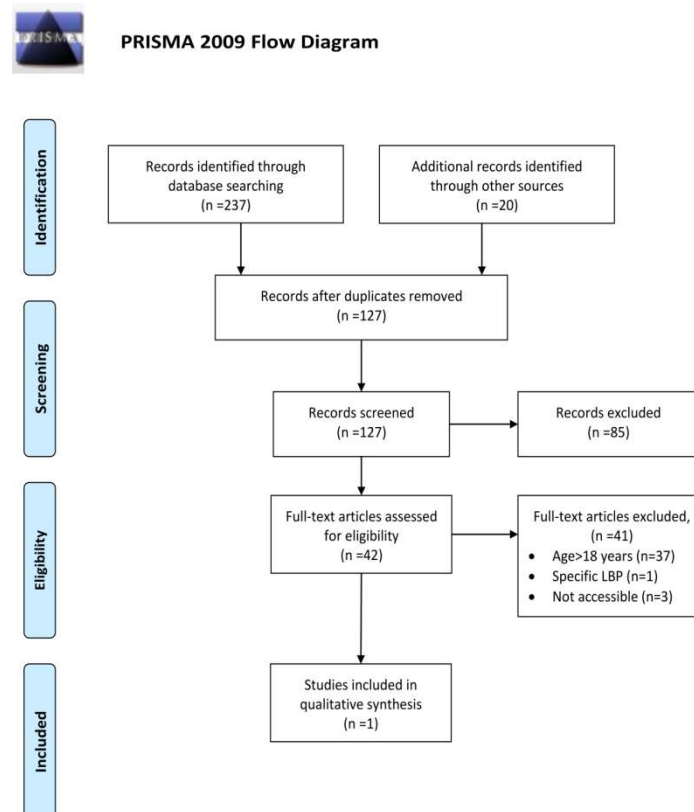 PRISMA
PRISMA 2009 Flow Diagram
Identification
Records identified through
database searching
(n =237)
Additional records identified
through other sources
(n =20)
Records after duplicates removed
(n =127)
Screening
Records screened
(n =127)
Records excluded
(n =85)
Eligibility
Full-text articles assessed
for eligibility
(n =42)
Full-text articles excluded,
(n =41)
• Age>18 years (n=37)
• Specific LBP (n=1)
• Not accessible (n=3)
Included
Studies included in
qualitative synthesis
(n =1)